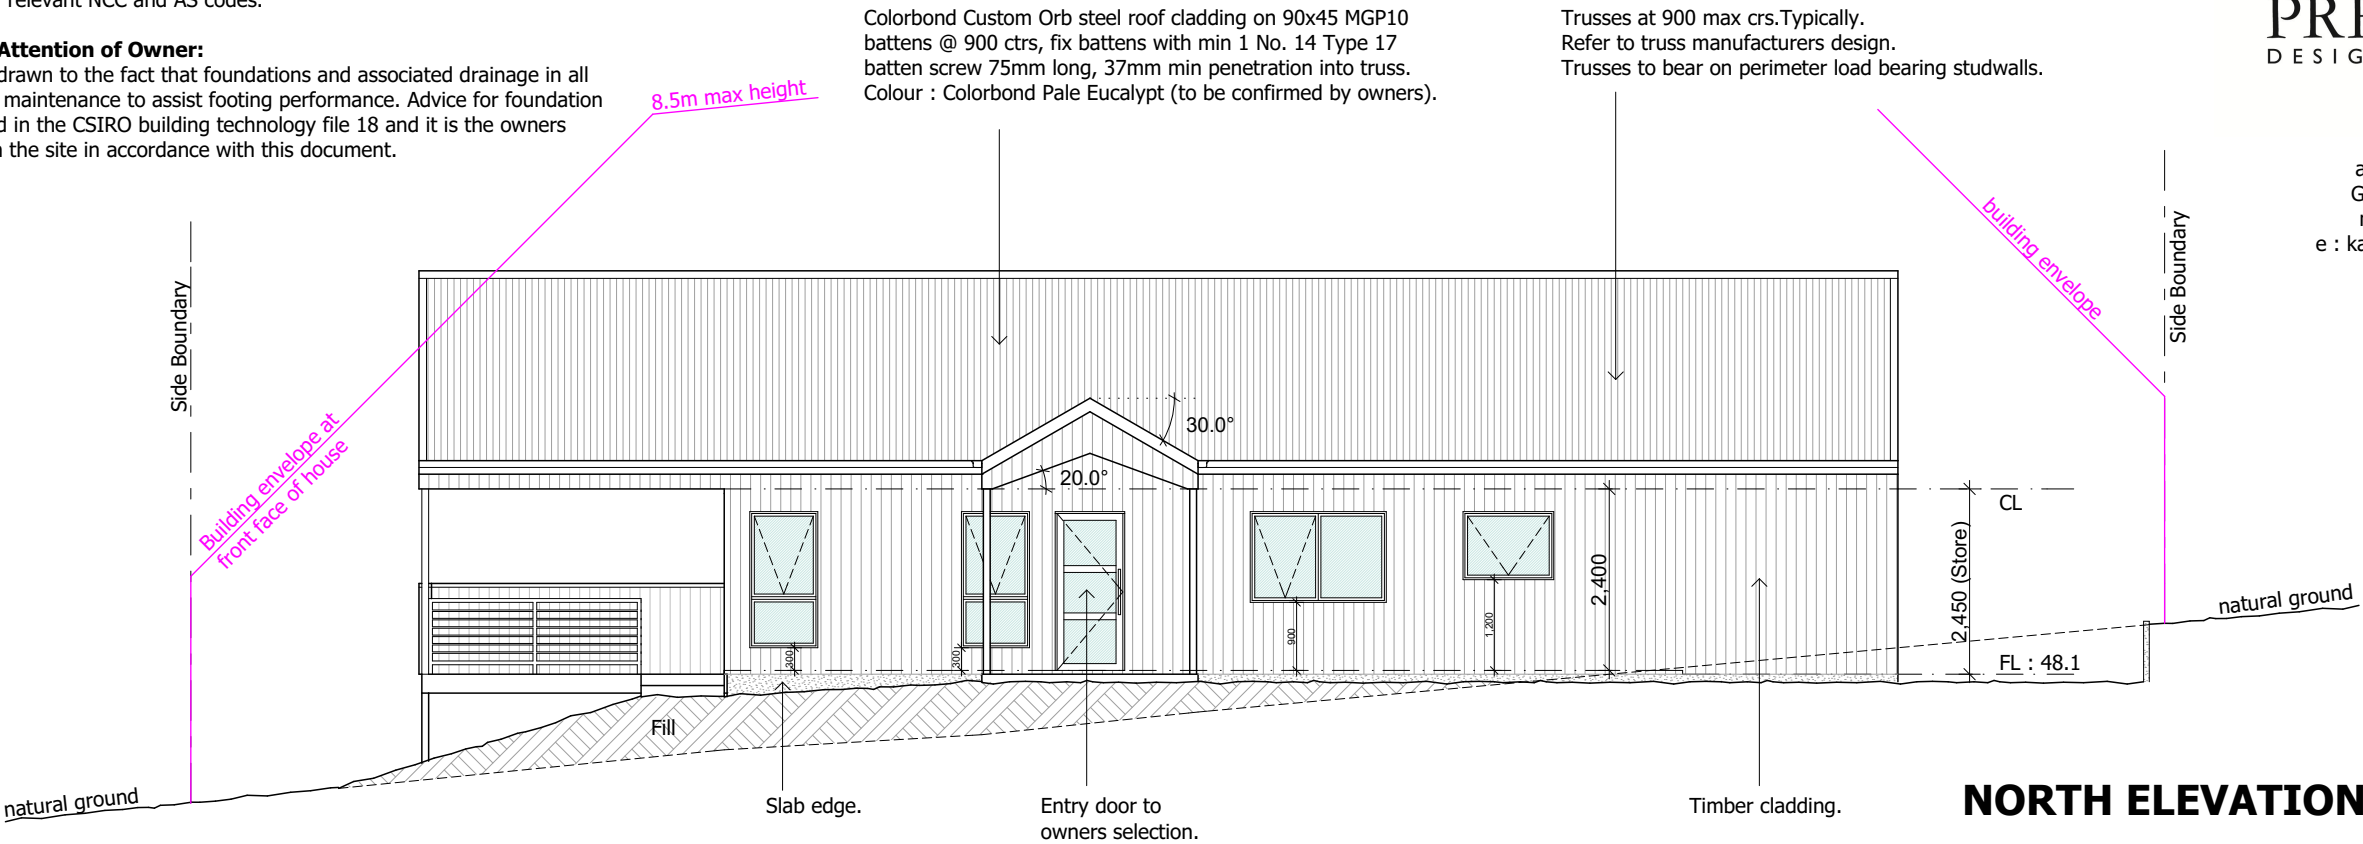 relevant NCC and AS codes.
Attention of Owner:
drawn to the fact that foundations and associated drainage in all
maintenance to assist footing performance. Advice for foundation
in the CSIRO building technology file 18 and it is the owners
the site in accordance with this document.
8.5m max height
Colorbond Custom Orb steel roof cladding on 90x45 MGP10
battens @ 900 ctrs, fix battens with min 1 No. 14 Type 17
batten screw 75mm long, 37mm min penetration into truss.
Colour : Colorbond Pale Eucalypt (to be confirmed by owners).
Trusses at 900 max crs.Typically.
Refer to truss manufacturers design.
Trusses to bear on perimeter load bearing studwalls.
DESIG
e : ka
Side Boundary
Building envelope at
front face of house
building envelope
Side Boundary
30.0°
20.0°
CL
2,400
2,450 (Store)
300
300
900
1,200
FL : 48.1
natural ground
Fill
natural ground
Slab edge.
Entry door to
owners selection.
Timber cladding.
NORTH ELEVATION